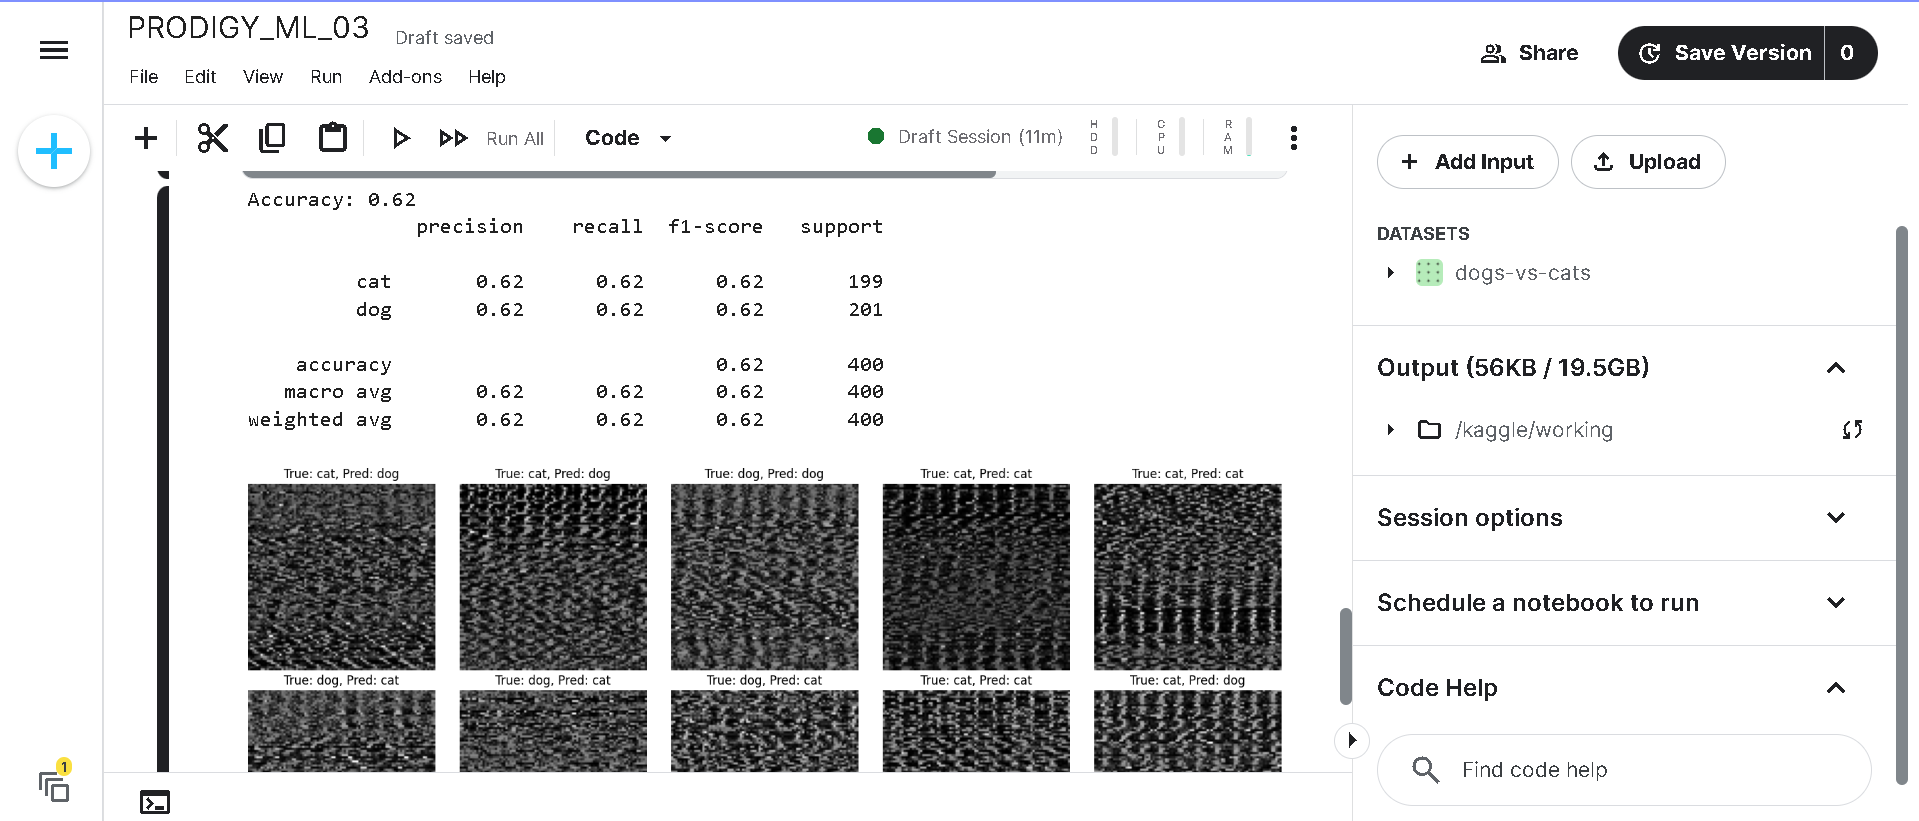 PRODIGY_ML_03 Draft saved
File Edit View Run Add-ons Help
Share
Save Version 0
Run All Code Draft Session (11m) HDD CPU RAM
Accuracy: 0.62
precision recall f1-score support
cat 0.62 0.62 0.62 199
dog 0.62 0.62 0.62 201
accuracy 0.62 400
macro avg 0.62 0.62 0.62 400
weighted avg 0.62 0.62 0.62 400
True: cat, Pred: dog True: cat, Pred: dog True: dog, Pred: dog True: cat, Pred: cat True: cat, Pred: cat
True: dog, Pred: cat True: dog, Pred: cat True: dog, Pred: cat True: cat, Pred: cat True: cat, Pred: dog
Add Input Upload
DATASETS
dogs-vs-cats
Output (56KB / 19.5GB)
/kaggle/working
Session options
Schedule a notebook to run
Code Help
Find code help
1